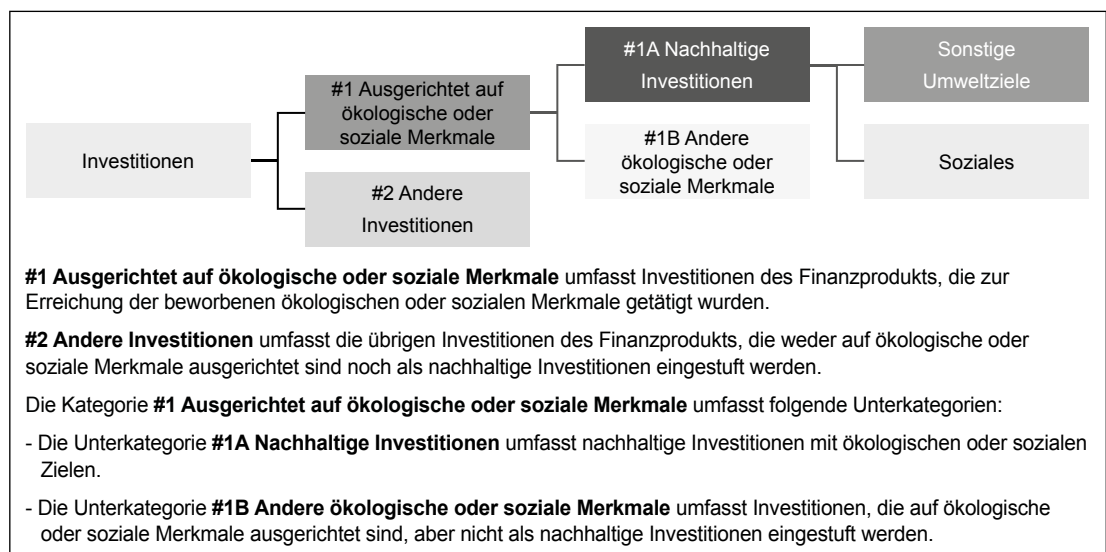 #1A Nachhaltige
Investitionen
Sonstige
Umweltziele
#1 Ausgerichtet auf
ökologische oder
soziale Merkmale
Investitionen
#1B Andere
ökologische oder
soziale Merkmale
Soziales
#2 Andere
Investitionen
#1 Ausgerichtet auf ökologische oder soziale Merkmale umfasst Investitionen des Finanzprodukts, die zur
Erreichung der beworbenen ökologischen oder sozialen Merkmale getätigt wurden.
#2 Andere Investitionen umfasst die übrigen Investitionen des Finanzprodukts, die weder auf ökologische oder
soziale Merkmale ausgerichtet sind noch als nachhaltige Investitionen eingestuft werden.
Die Kategorie #1 Ausgerichtet auf ökologische oder soziale Merkmale umfasst folgende Unterkategorien:
- Die Unterkategorie #1A Nachhaltige Investitionen umfasst nachhaltige Investitionen mit ökologischen oder sozialen
Zielen.
- Die Unterkategorie #1B Andere ökologische oder soziale Merkmale umfasst Investitionen, die auf ökologische
oder soziale Merkmale ausgerichtet sind, aber nicht als nachhaltige Investitionen eingestuft werden.